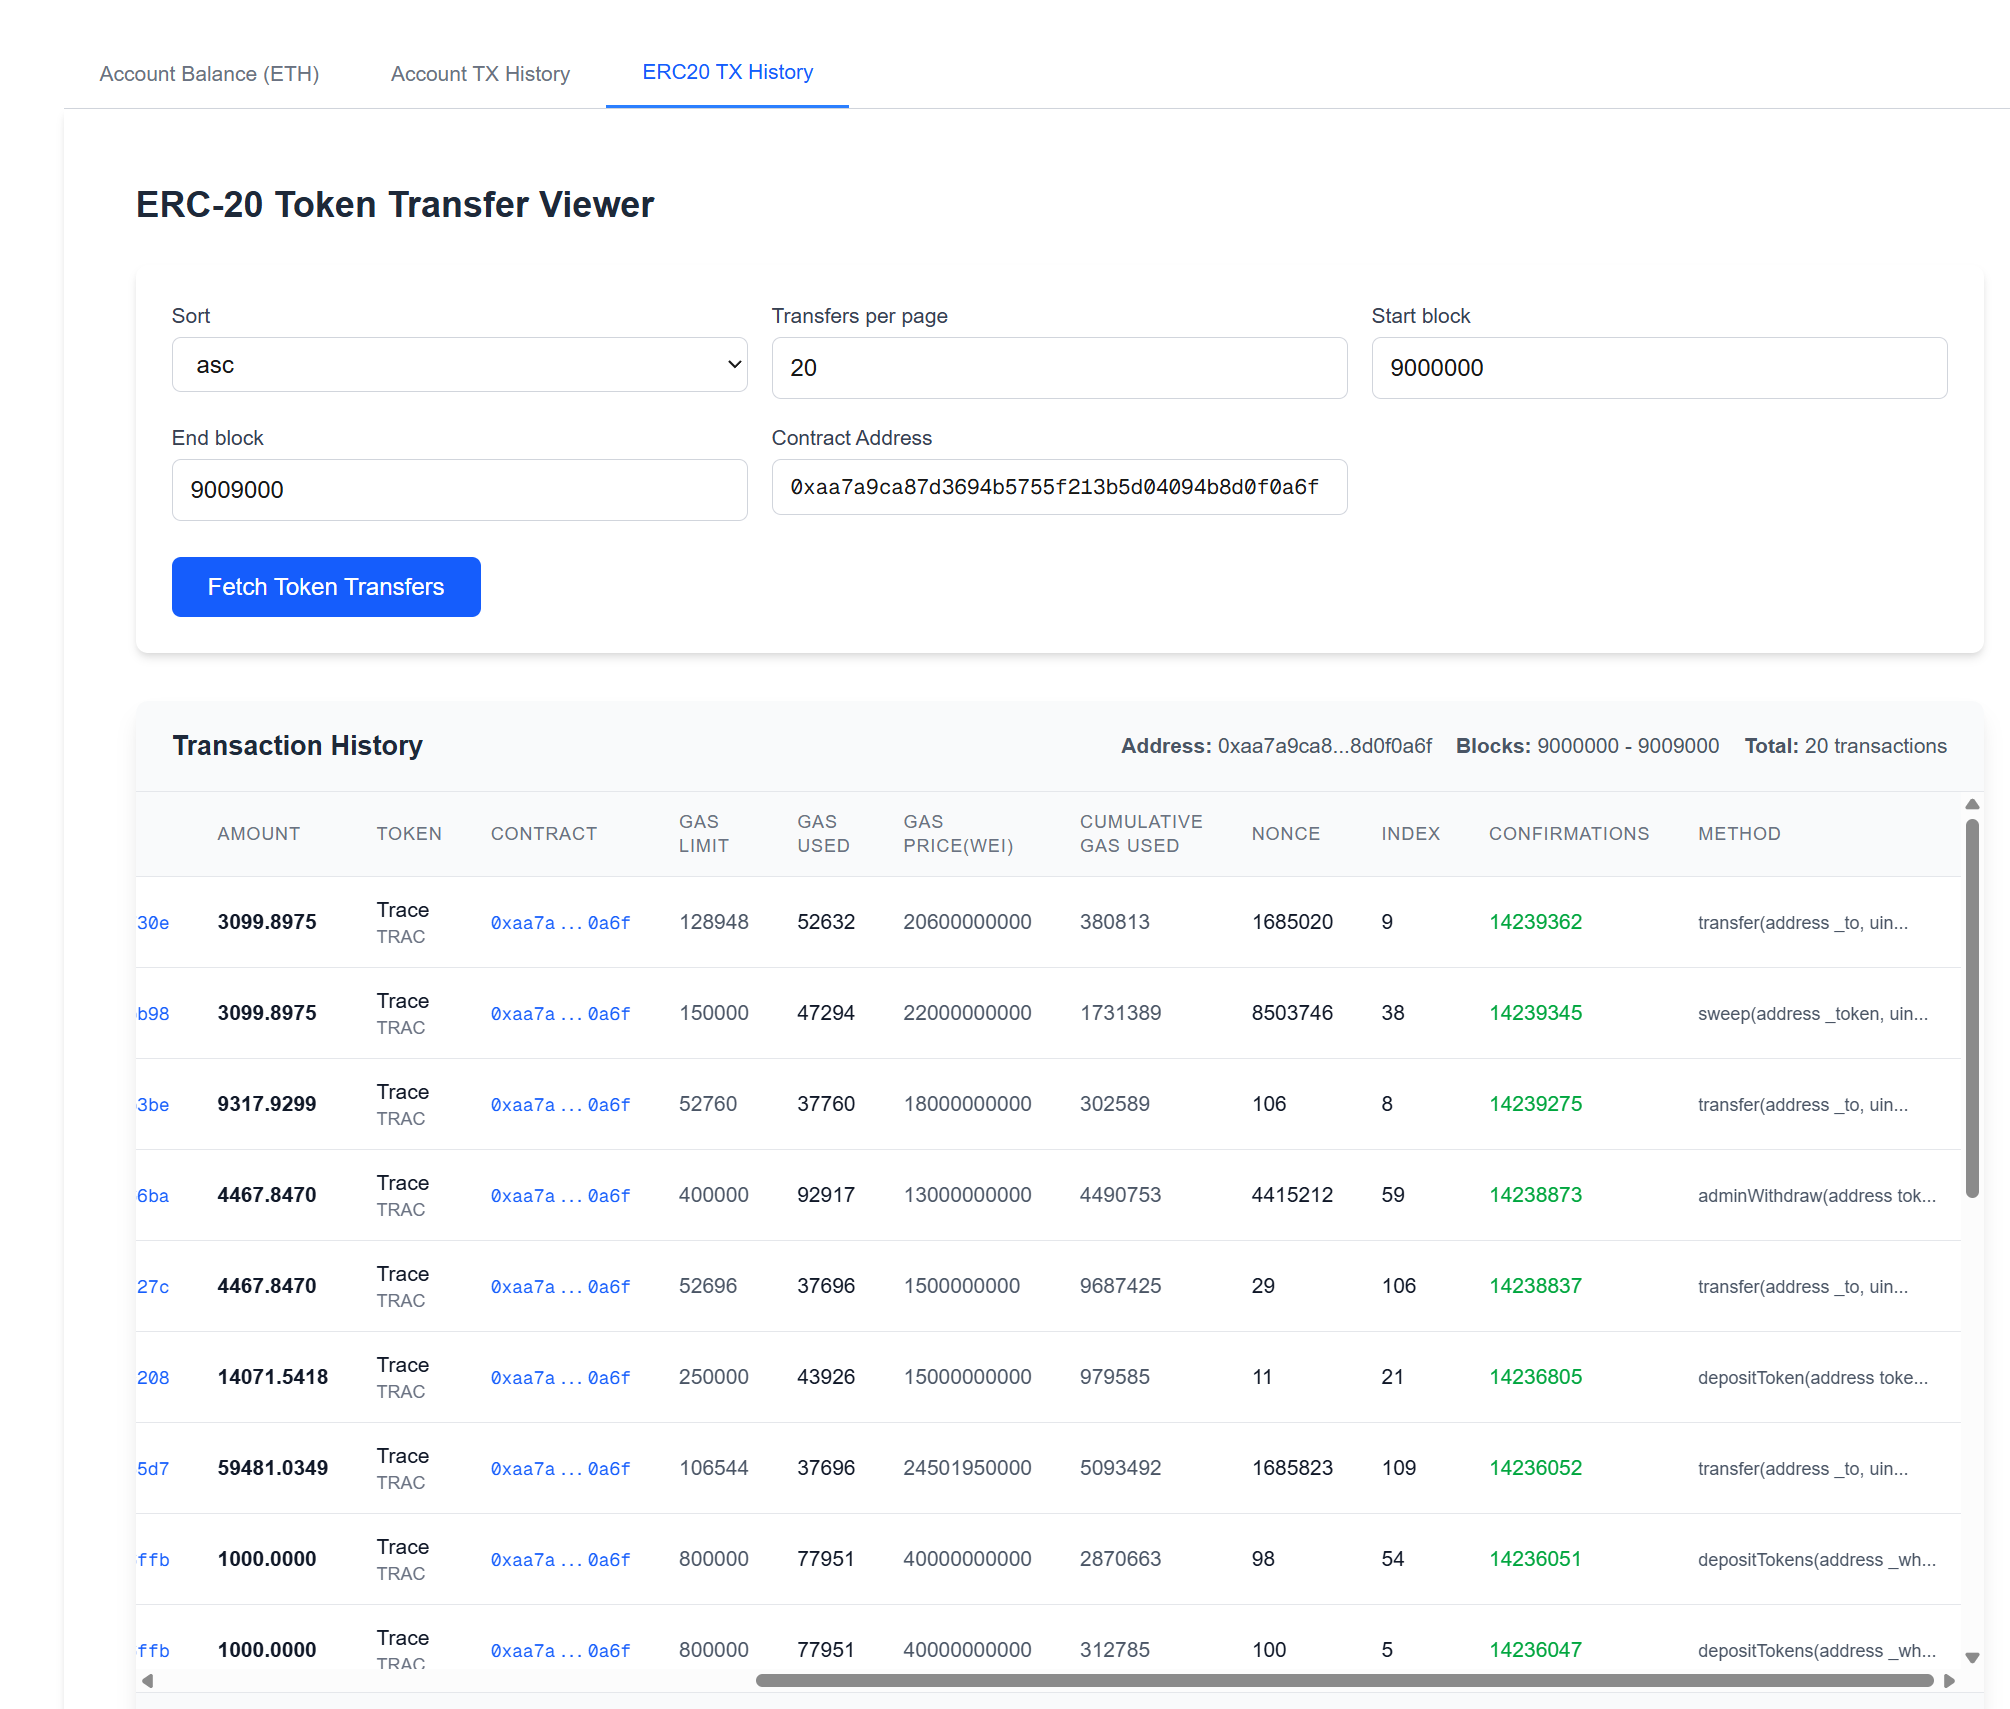 Account Balance (ETH) Account TX History ERC20 TX History
ERC-20 Token Transfer Viewer
Sort Transfers per page Start block
asc 20 9000000
End block Contract Address
9009000 0xaa7a9ca87d3694b5755f213b5d04094b8d0f0a6f
Fetch Token Transfers
Transaction History Address: 0xaa7a9ca8...8d0f0a6f Blocks: 9000000 - 9009000 Total: 20 transactions
AMOUNT TOKEN CONTRACT GAS LIMIT GAS USED GAS PRICE(WEI) CUMULATIVE GAS USED NONCE INDEX CONFIRMATIONS METHOD
30e 3099.8975 Trace TRAC 0xaa7a...0a6f 128948 52632 20600000000 380813 1685020 9 14239362 transfer(address _to, uin...
b98 3099.8975 Trace TRAC 0xaa7a...0a6f 150000 47294 22000000000 1731389 8503746 38 14239345 sweep(address _token, uin...
3be 9317.9299 Trace TRAC 0xaa7a...0a6f 52760 37760 18000000000 302589 106 8 14239275 transfer(address _to, uin...
6ba 4467.8470 Trace TRAC 0xaa7a...0a6f 400000 92917 13000000000 4490753 4415212 59 14238873 adminWithdraw(address tok...
27c 4467.8470 Trace TRAC 0xaa7a...0a6f 52696 37696 1500000000 9687425 29 106 14238837 transfer(address _to, uin...
208 14071.5418 Trace TRAC 0xaa7a...0a6f 250000 43926 15000000000 979585 11 21 14236805 depositToken(address toke...
5d7 59481.0349 Trace TRAC 0xaa7a...0a6f 106544 37696 24501950000 5093492 1685823 109 14236052 transfer(address _to, uin...
ffb 1000.0000 Trace TRAC 0xaa7a...0a6f 800000 77951 40000000000 2870663 98 54 14236051 depositTokens(address _wh...
ffb 1000.0000 Trace TRAC 0xaa7a...0a6f 800000 77951 40000000000 312785 100 5 14236047 depositTokens(address _wh...